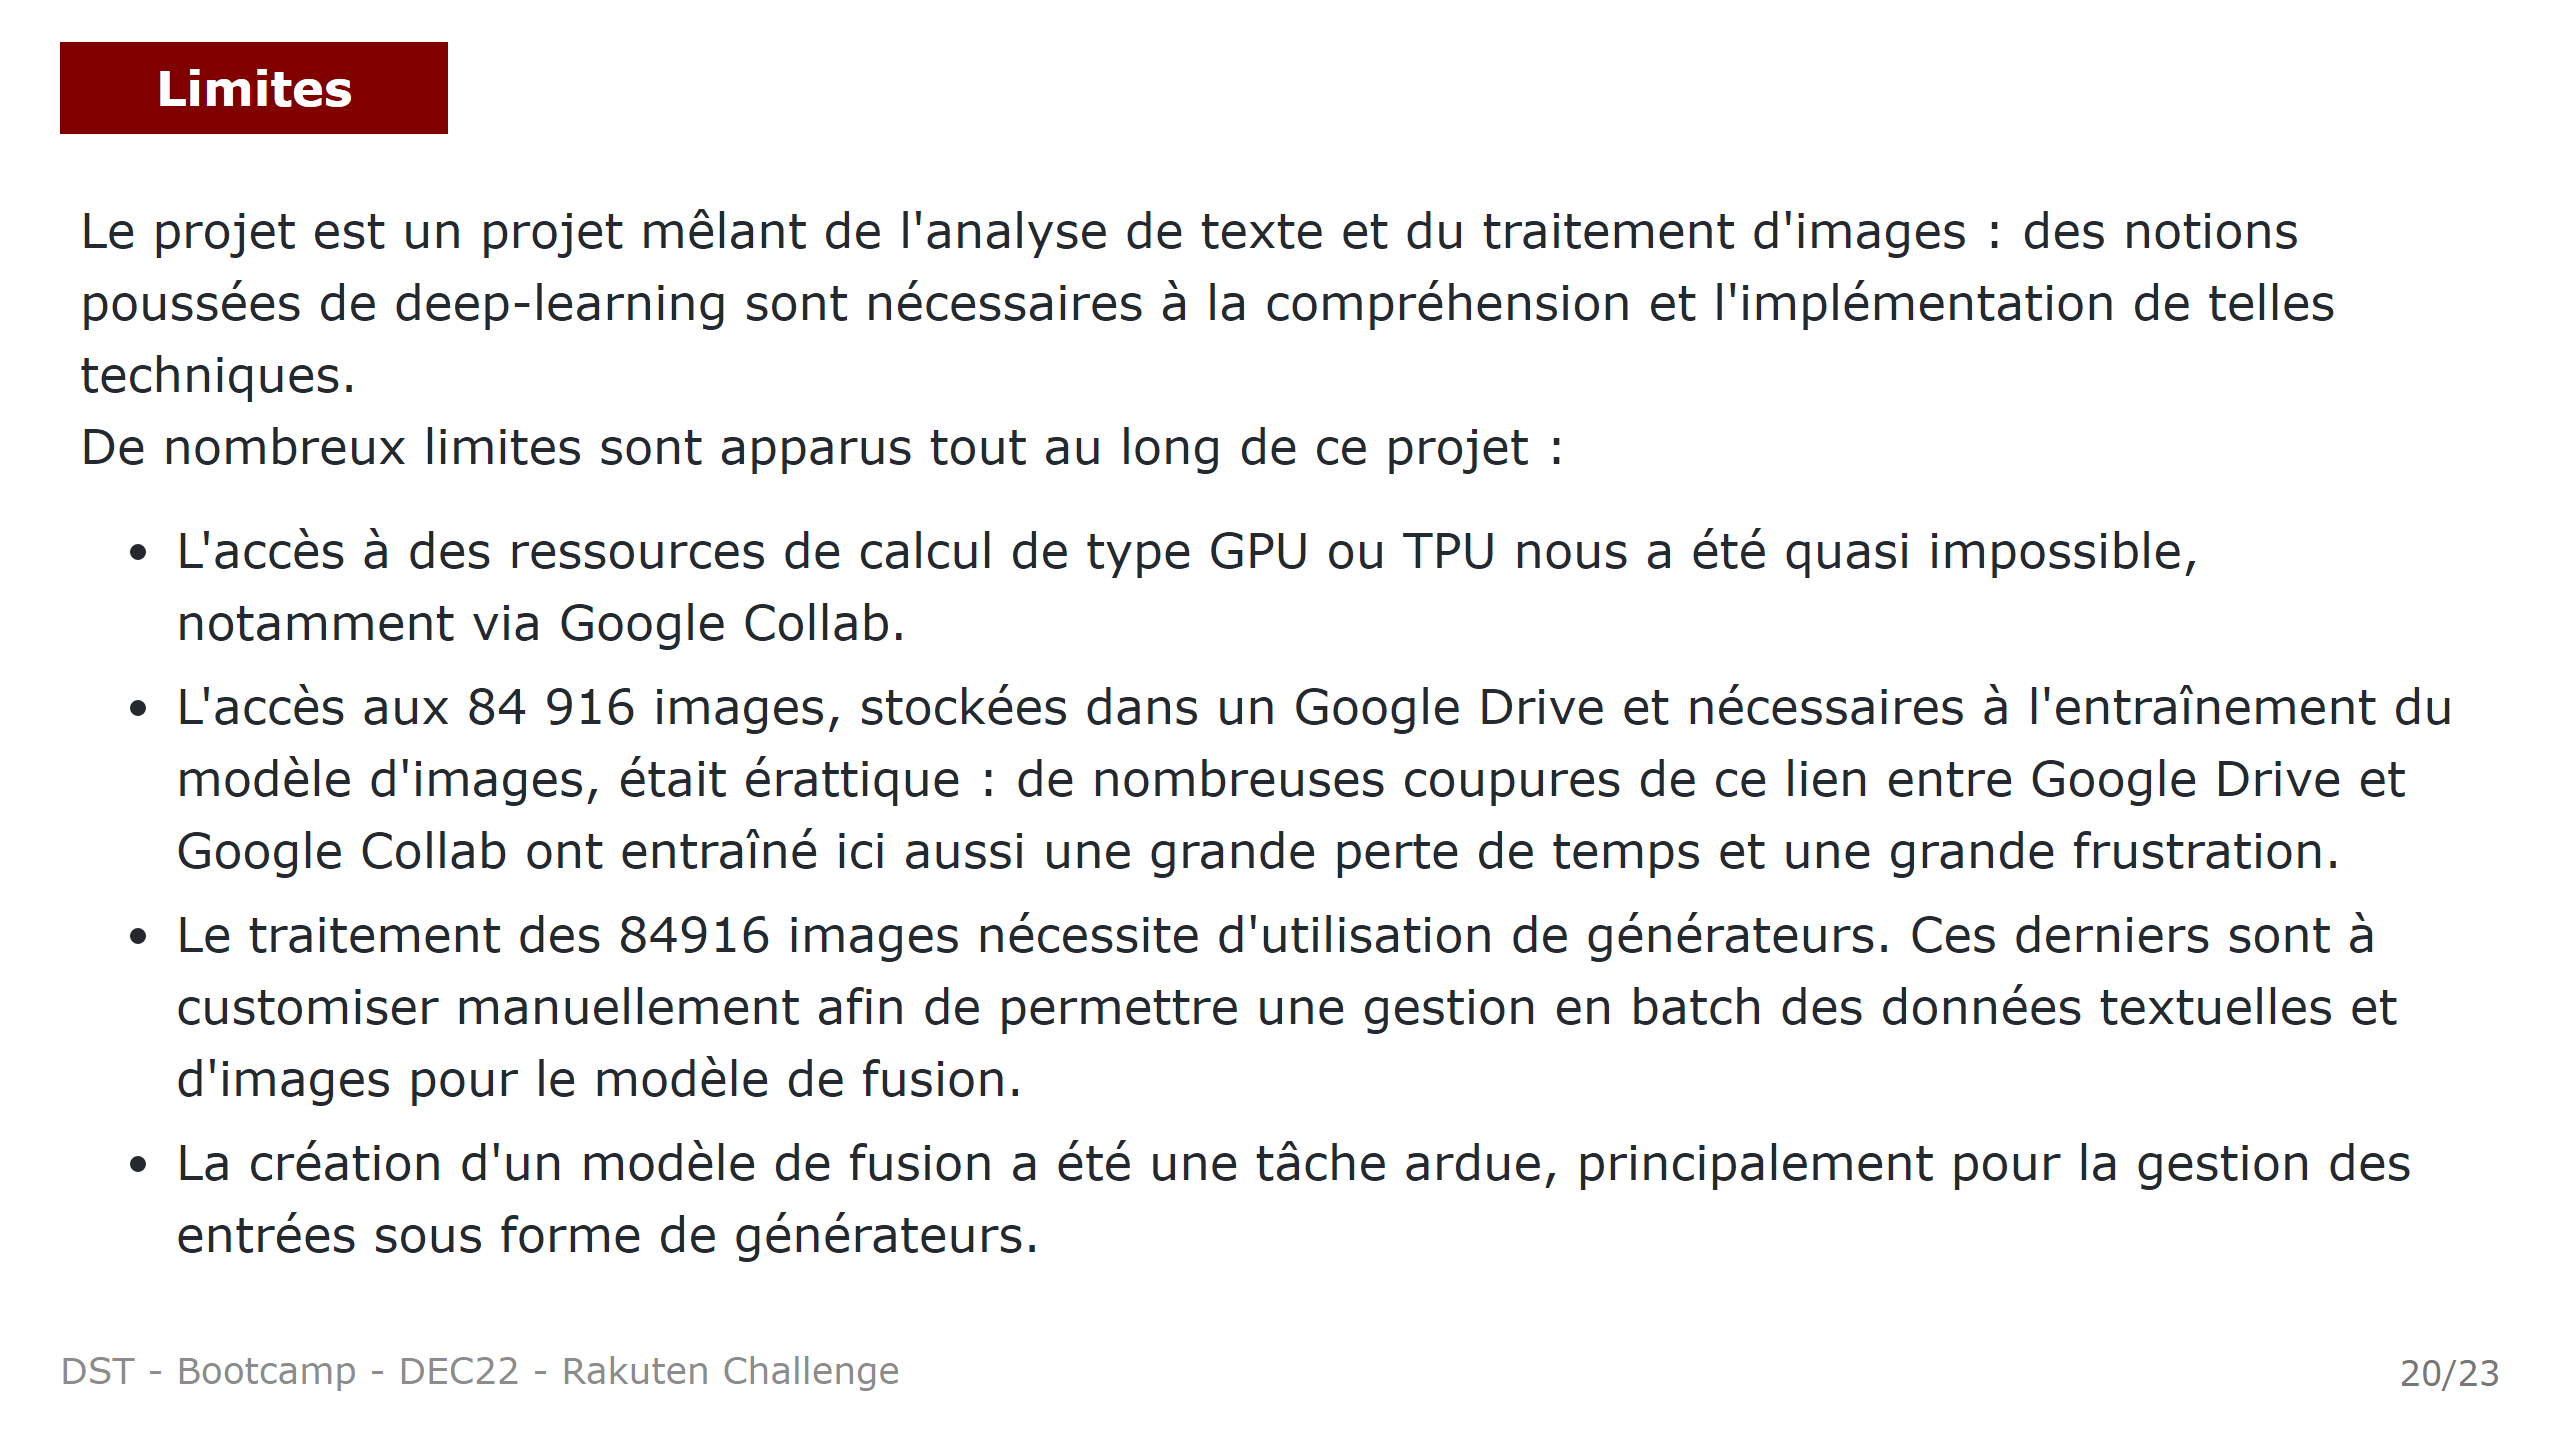 Limites
Le projet est un projet mêlant de l'analyse de texte et du traitement d'images : des notions
poussées de deep-learning sont nécessaires à la compréhension et l'implémentation de telles
techniques.
De nombreux limites sont apparus tout au long de ce projet :
• L'accès à des ressources de calcul de type GPU ou TPU nous a été quasi impossible,
notamment via Google Collab.
• L'accès aux 84 916 images, stockées dans un Google Drive et nécessaires à l'entraînement du
modèle d'images, était érattique : de nombreuses coupures de ce lien entre Google Drive et
Google Collab ont entraîné ici aussi une grande perte de temps et une grande frustration.
• Le traitement des 84916 images nécessite d'utilisation de générateurs. Ces derniers sont à
customiser manuellement afin de permettre une gestion en batch des données textuelles et
d'images pour le modèle de fusion.
• La création d'un modèle de fusion a été une tâche ardue, principalement pour la gestion des
entrées sous forme de générateurs.
DST - Bootcamp - DEC22 - Rakuten Challenge
20/23